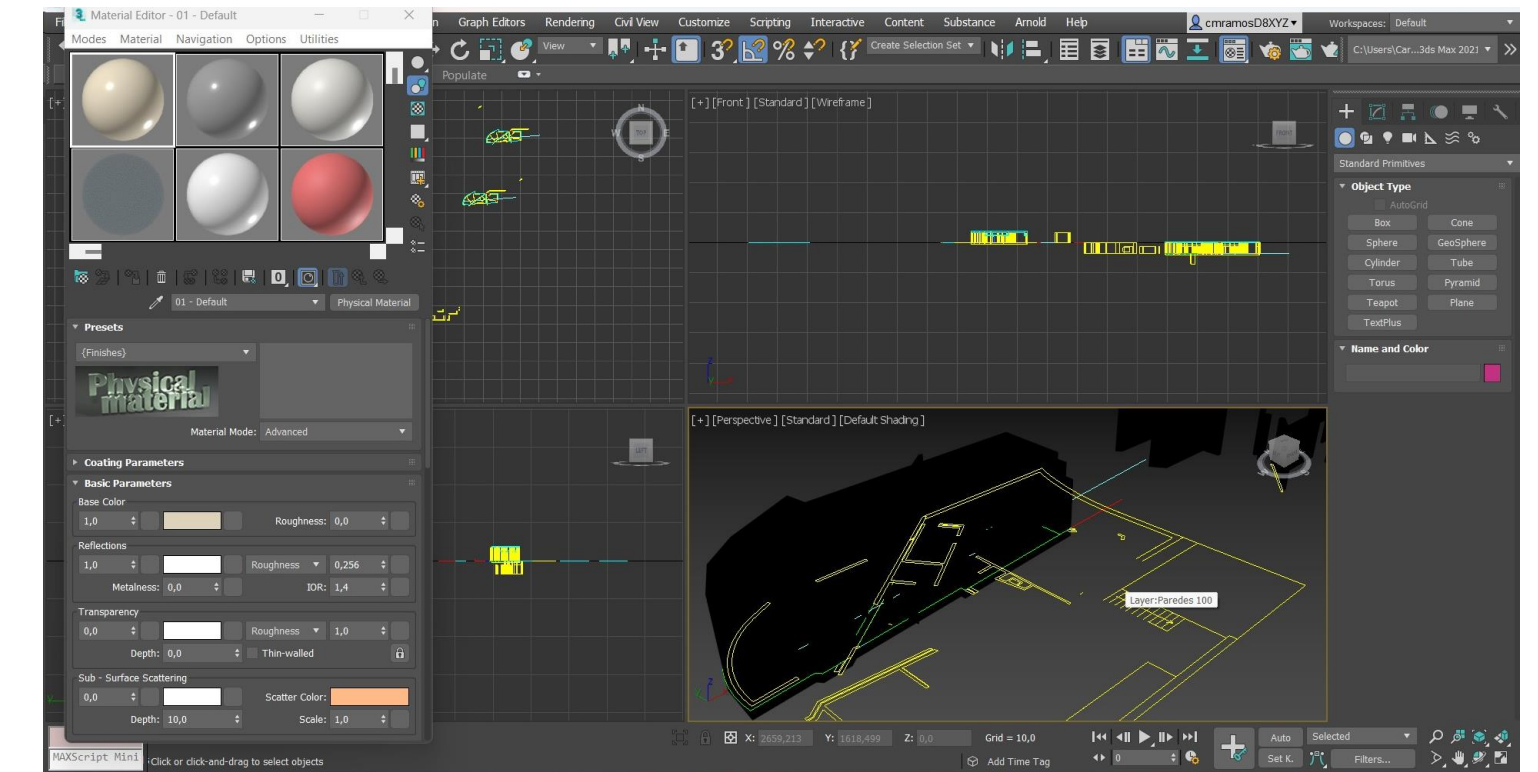 Material Editor - 01 - Default
Modes Material Navigation Options Utilities
Graph Editors Rendering Civil View Customize Scripting Interactive Content Substance Arnold Help
cmramosD8XYZ
Workspaces: Default
View
Create Selection Set
C:\Users\Car...3ds Max 2021
Populate
[+] [Front] [Standard] [Wireframe]
N
W TOP E
S
FRONT
Standard Primitives
Object Type
AutoGrid
Box Cone
Sphere GeoSphere
Cylinder Tube
Torus Pyramid
Teapot Plane
TextPlus
Name and Color
01 - Default
Physical Material
Presets
{Finishes}
Physical
material
Material Mode: Advanced
Coating Parameters
Basic Parameters
Base Color
1,0 Roughness: 0,0
Reflections
1,0 Roughness 0,256
Metalness: 0,0 IOR: 1,4
Transparency
0,0 Roughness 1,0
Depth: 0,0 Thin-walled
Sub - Surface Scattering
0,0 Scatter Color:
Depth: 10,0 Scale: 1,0
LEFT
[+] [Perspective] [Standard] [Default Shading]
Layer:Paredes 100
X: 2659,213 Y: 1618,499 Z: 0,0 Grid = 10,0
Add Time Tag
0
Auto Selected
Set K. Filters...
MAXScript Mini
Click or click-and-drag to select objects